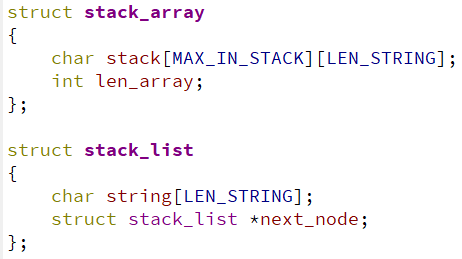 struct stack_array
{
    char stack[MAX_IN_STACK][LEN_STRING];
    int len_array;
};

struct stack_list
{
    char string[LEN_STRING];
    struct stack_list *next_node;
};